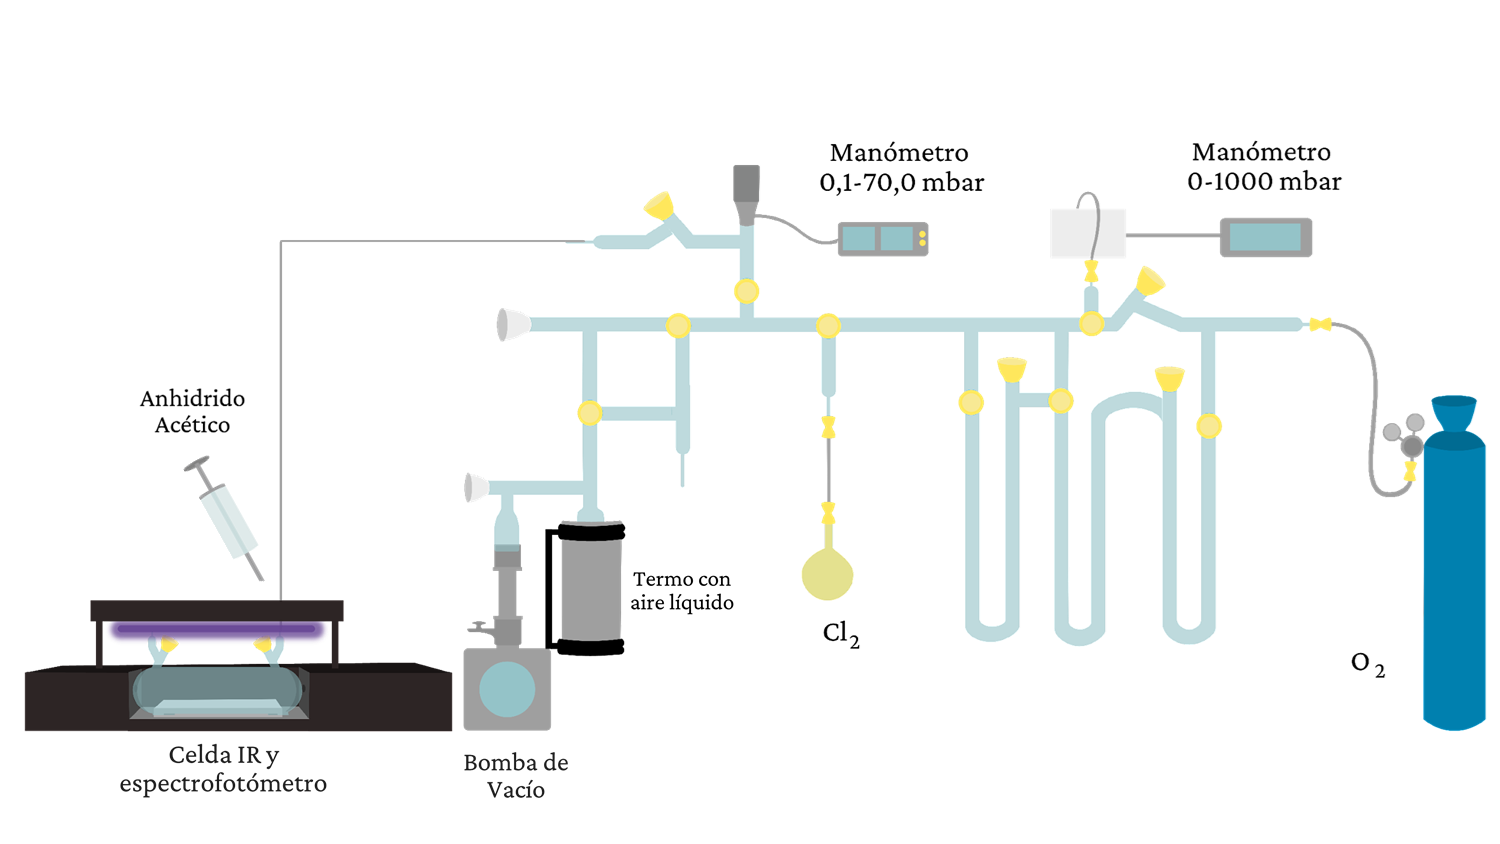 Manómetro
0,1-70,0 mbar
Manómetro
0-1000 mbar
Anhidrido
Acético
Termo con
aire líquido
Cl2
O2
Celda IR y
espectrofotómetro
Bomba de
Vacío